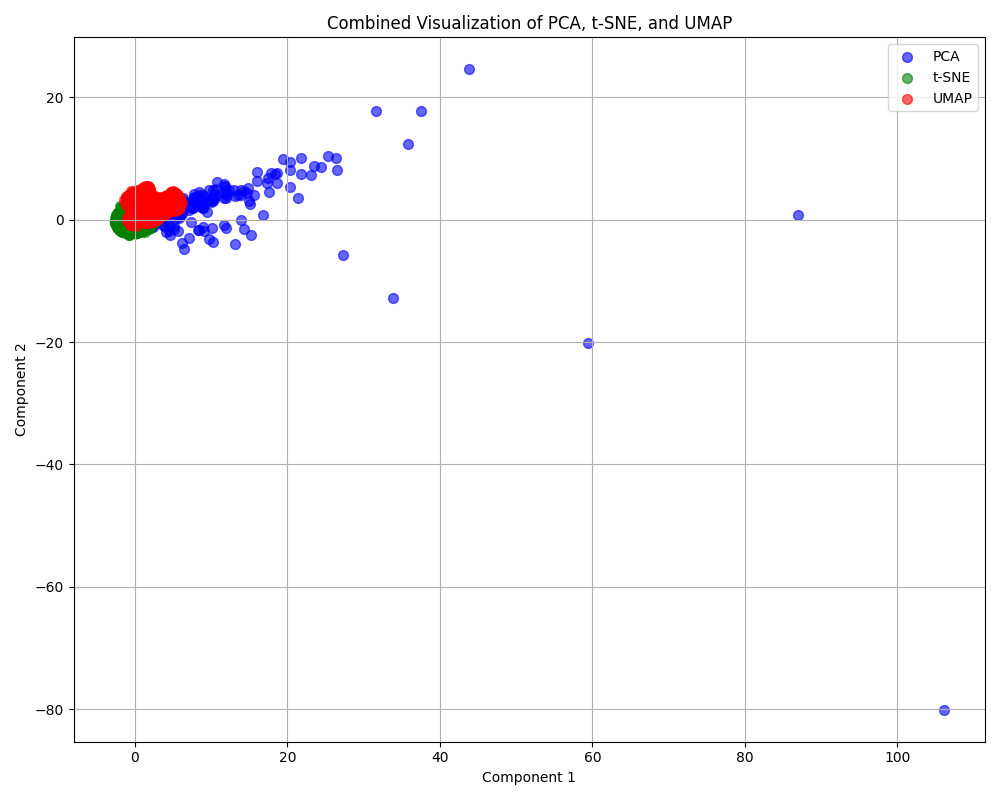 Combined Visualization of PCA, t-SNE, and UMAP
PCA
t-SNE
UMAP
20
0
−20
−40
−60
−80
Component 2
0
20
40
60
80
100
Component 1